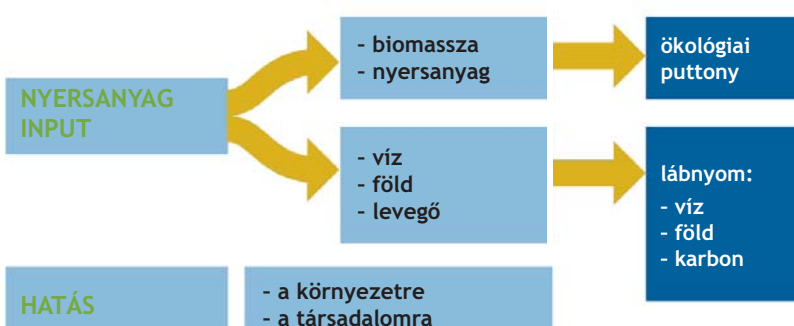 NYERSANYAG
INPUT
– biomassza
– nyersanyag
ökológiai
puttony
– víz
– föld
– levegő
lábnyom:
– víz
– föld
– karbon
HATÁS
– a környezetre
– a társadalomra